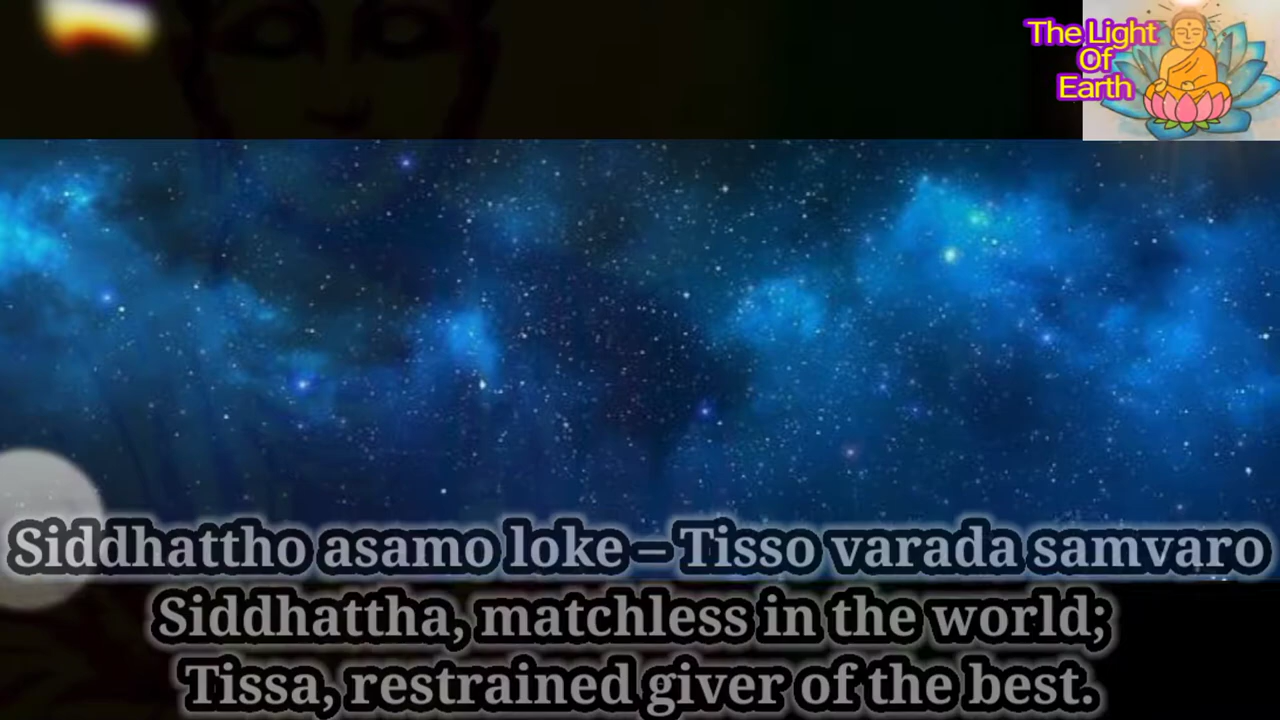 The Light
Of
Earth
Siddhattho asamo loke – Tisso varada samvaro
Siddhattha, matchless in the world;
Tissa, restrained giver of the best.